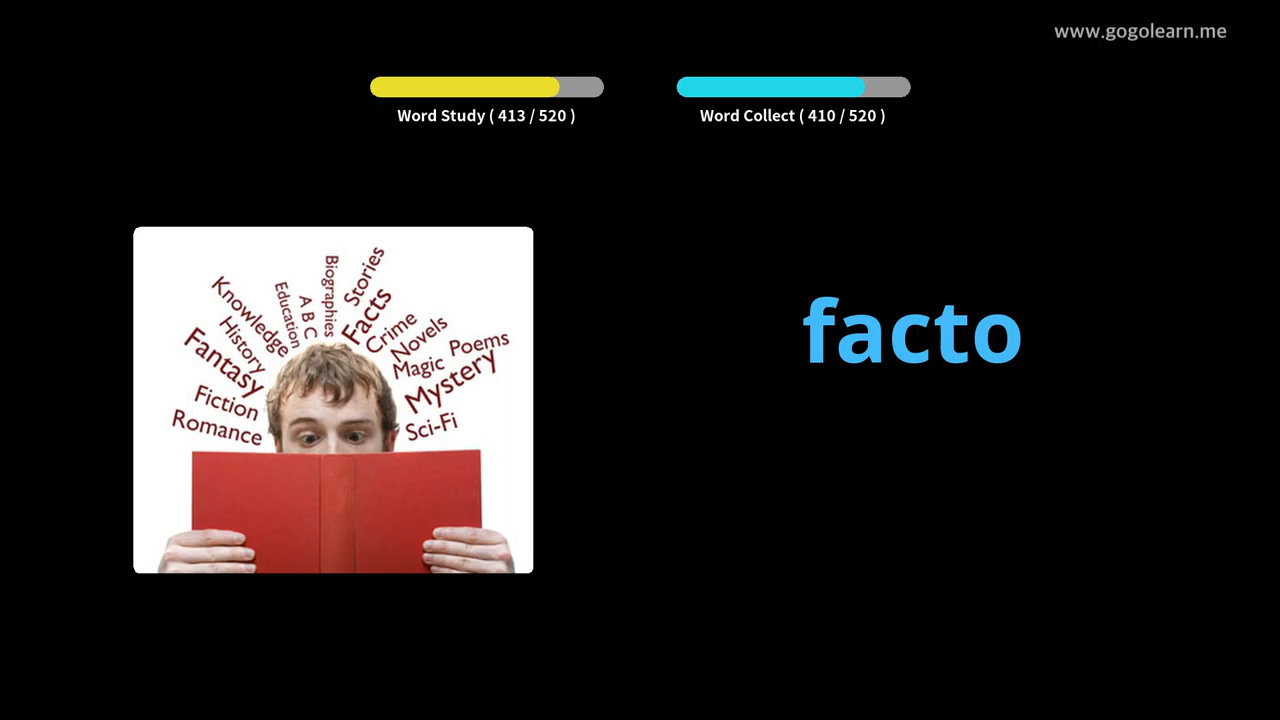 www.gogolearn.me
Word Study ( 413 / 520 )
Word Collect ( 410 / 520 )
facto
Biographies
Stories
Education
A B C
Facts
Knowledge
Crime
History
Novels
Poems
Fantasy
Magic
Mystery
Fiction
Romance
Sci-Fi